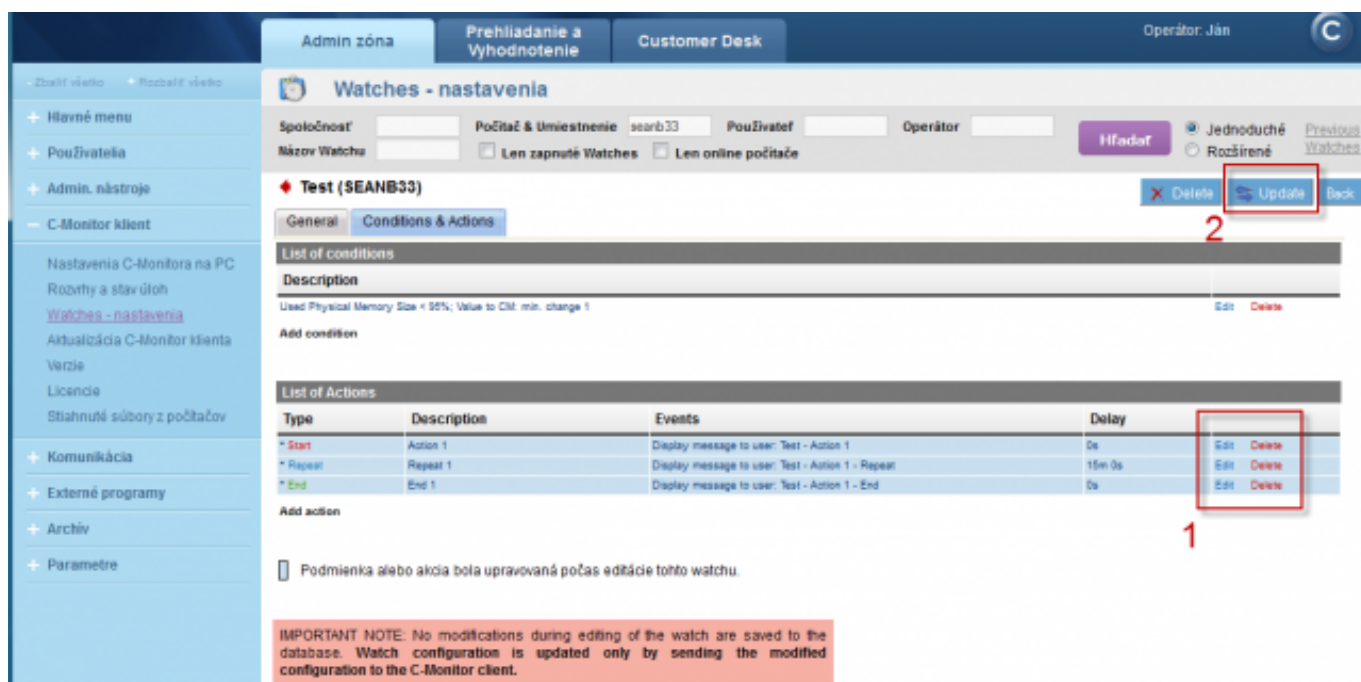 Admin zóna
Prehliadanie a
Vyhodnotenie
Customer Desk
Operátor: Ján
C
- Zbaliť všetko + Rozbaliť všetko
+ Hlavné menu
+ Používatelia
+ Admin. nástroje
− C-Monitor klient
Nastavenia C-Monitora na PC
Rozvrhy a stav úloh
Watches - nastavenia
Aktualizácia C-Monitor klienta
Verzie
Licencie
Stiahnuté súbory z počítačov
+ Komunikácia
+ Externé programy
+ Archív
+ Parametre
Watches - nastavenia
Spoločnosť Počítač & Umiestnenie seanb33 Používateľ Operátor
Názov Watchu Len zapnuté Watches Len online počítače
Hľadať
Jednoduché
Rozšírené
Previous
Watches
Test (SEANB33)
Delete Update Back
2
General Conditions & Actions
List of conditions
Description
Used Physical Memory Size < 95%; Value to CM: min. change 1 Edit Delete
Add condition
List of Actions
Type Description Events Delay
* Start Action 1 Display message to user: Test - Action 1 0s Edit Delete
* Repeat Repeat 1 Display message to user: Test - Action 1 - Repeat 15m 0s Edit Delete
* End End 1 Display message to user: Test - Action 1 - End 0s Edit Delete
Add action
1
Podmienka alebo akcia bola upravovaná počas editácie tohto watchu.
IMPORTANT NOTE: No modifications during editing of the watch are saved to the
database. Watch configuration is updated only by sending the modified
configuration to the C-Monitor client.